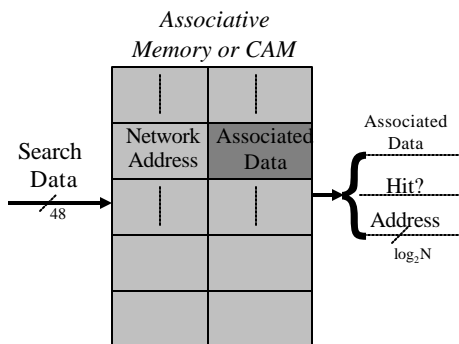 Associative
Memory or CAM
Network
Address
Associated
Data
Search
Data
48
Associated
Data
Hit?
Address
log₂N